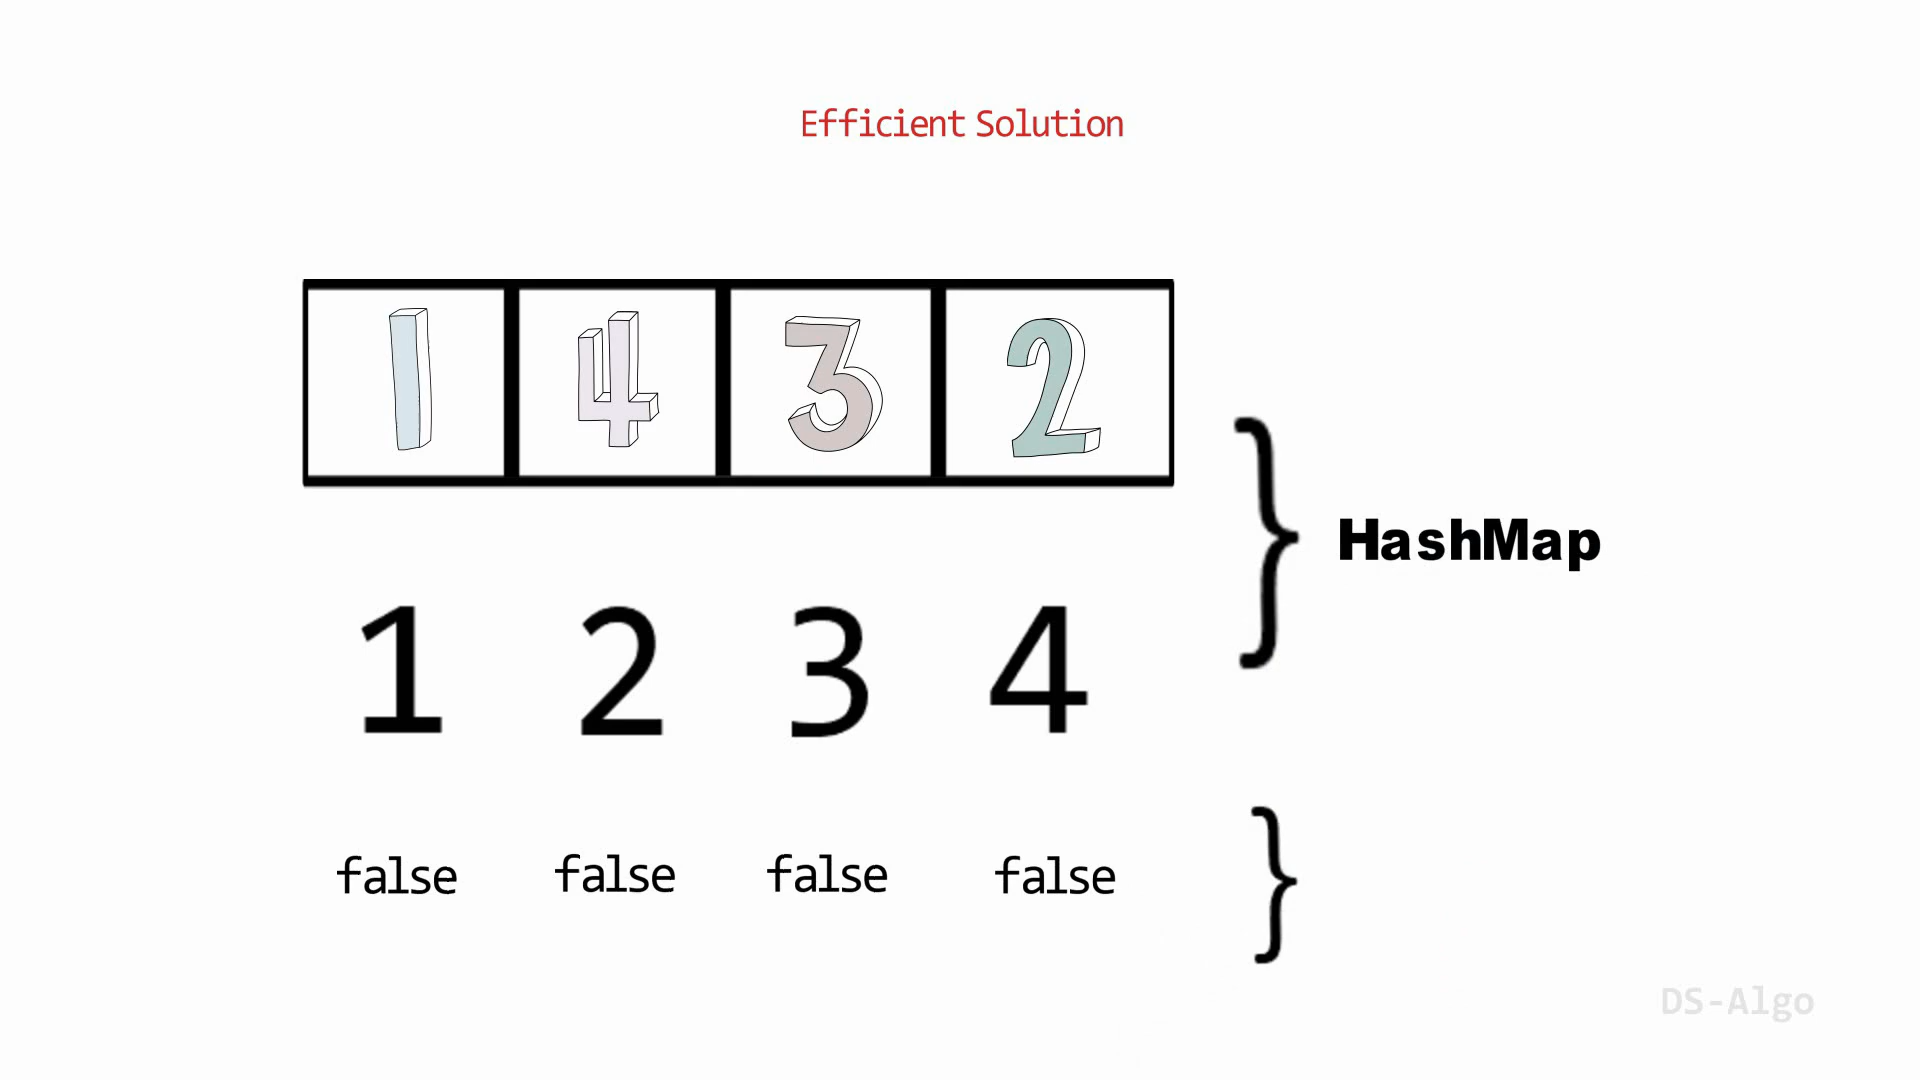 Efficient Solution
1 4 3 2
HashMap
1 2 3 4
false false false false
DS-Algo